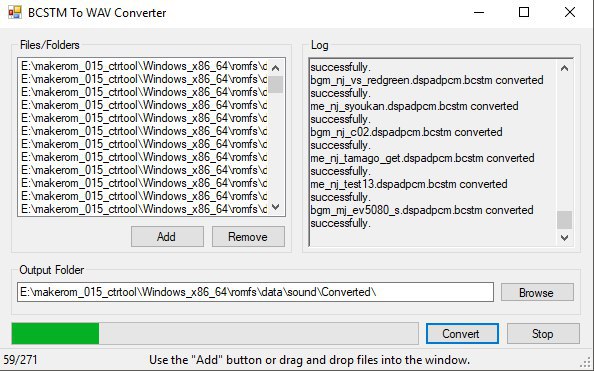 BCSTM To WAV Converter
Files/Folders
E:\makerom_015_ctrtool\Windows_x86_64\romfs\d
E:\makerom_015_ctrtool\Windows_x86_64\romfs\d
E:\makerom_015_ctrtool\Windows_x86_64\romfs\d
E:\makerom_015_ctrtool\Windows_x86_64\romfs\d
E:\makerom_015_ctrtool\Windows_x86_64\romfs\d
E:\makerom_015_ctrtool\Windows_x86_64\romfs\d
E:\makerom_015_ctrtool\Windows_x86_64\romfs\d
E:\makerom_015_ctrtool\Windows_x86_64\romfs\d
E:\makerom_015_ctrtool\Windows_x86_64\romfs\d
E:\makerom_015_ctrtool\Windows_x86_64\romfs\d
E:\makerom_015_ctrtool\Windows_x86_64\romfs\d
E:\makerom_015_ctrtool\Windows_x86_64\romfs\d
Add
Remove
Log
successfully.
bgm_nj_vs_redgreen.dspadpcm.bcstm converted
successfully.
me_nj_syoukan.dspadpcm.bcstm converted
successfully.
bgm_nj_c02.dspadpcm.bcstm converted
successfully.
me_nj_tamago_get.dspadpcm.bcstm converted
successfully.
me_nj_test13.dspadpcm.bcstm converted
successfully.
bgm_mj_ev5080_s.dspadpcm.bcstm converted
successfully.
Output Folder
E:\makerom_015_ctrtool\Windows_x86_64\romfs\data\sound\Converted\
Browse
Convert
Stop
59/271
Use the "Add" button or drag and drop files into the window.